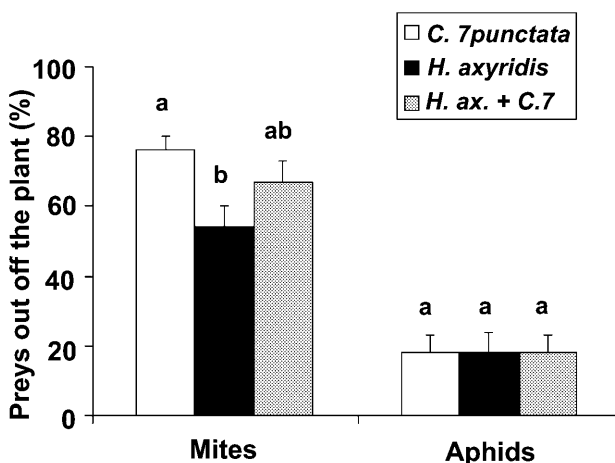 C. 7punctata
H. axyridis
H. ax. + C.7
Preys out off the plant (%)
100
80
60
40
20
0
a
b
ab
a
a
a
Mites
Aphids